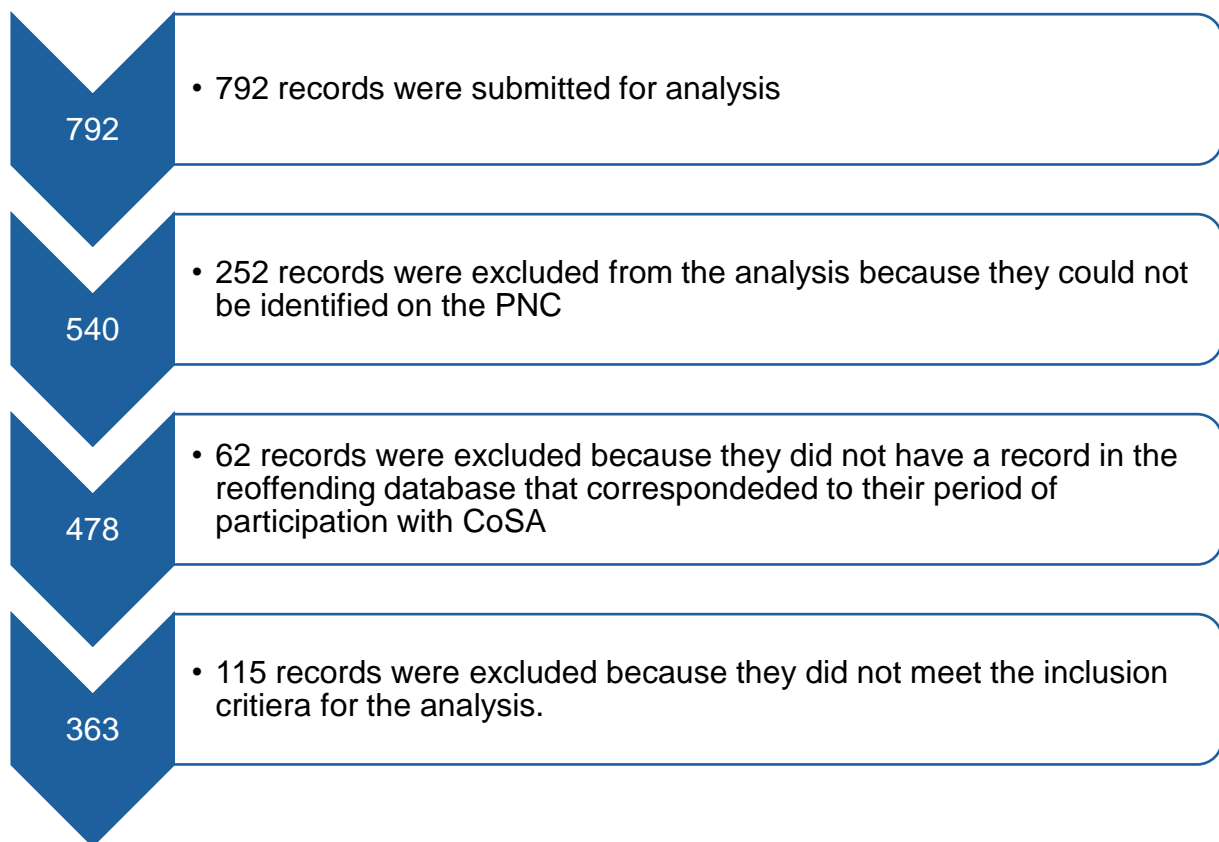 792
• 792 records were submitted for analysis
540
• 252 records were excluded from the analysis because they could not
be identified on the PNC
478
• 62 records were excluded because they did not have a record in the
reoffending database that correspondeded to their period of
participation with CoSA
363
• 115 records were excluded because they did not meet the inclusion
critiera for the analysis.